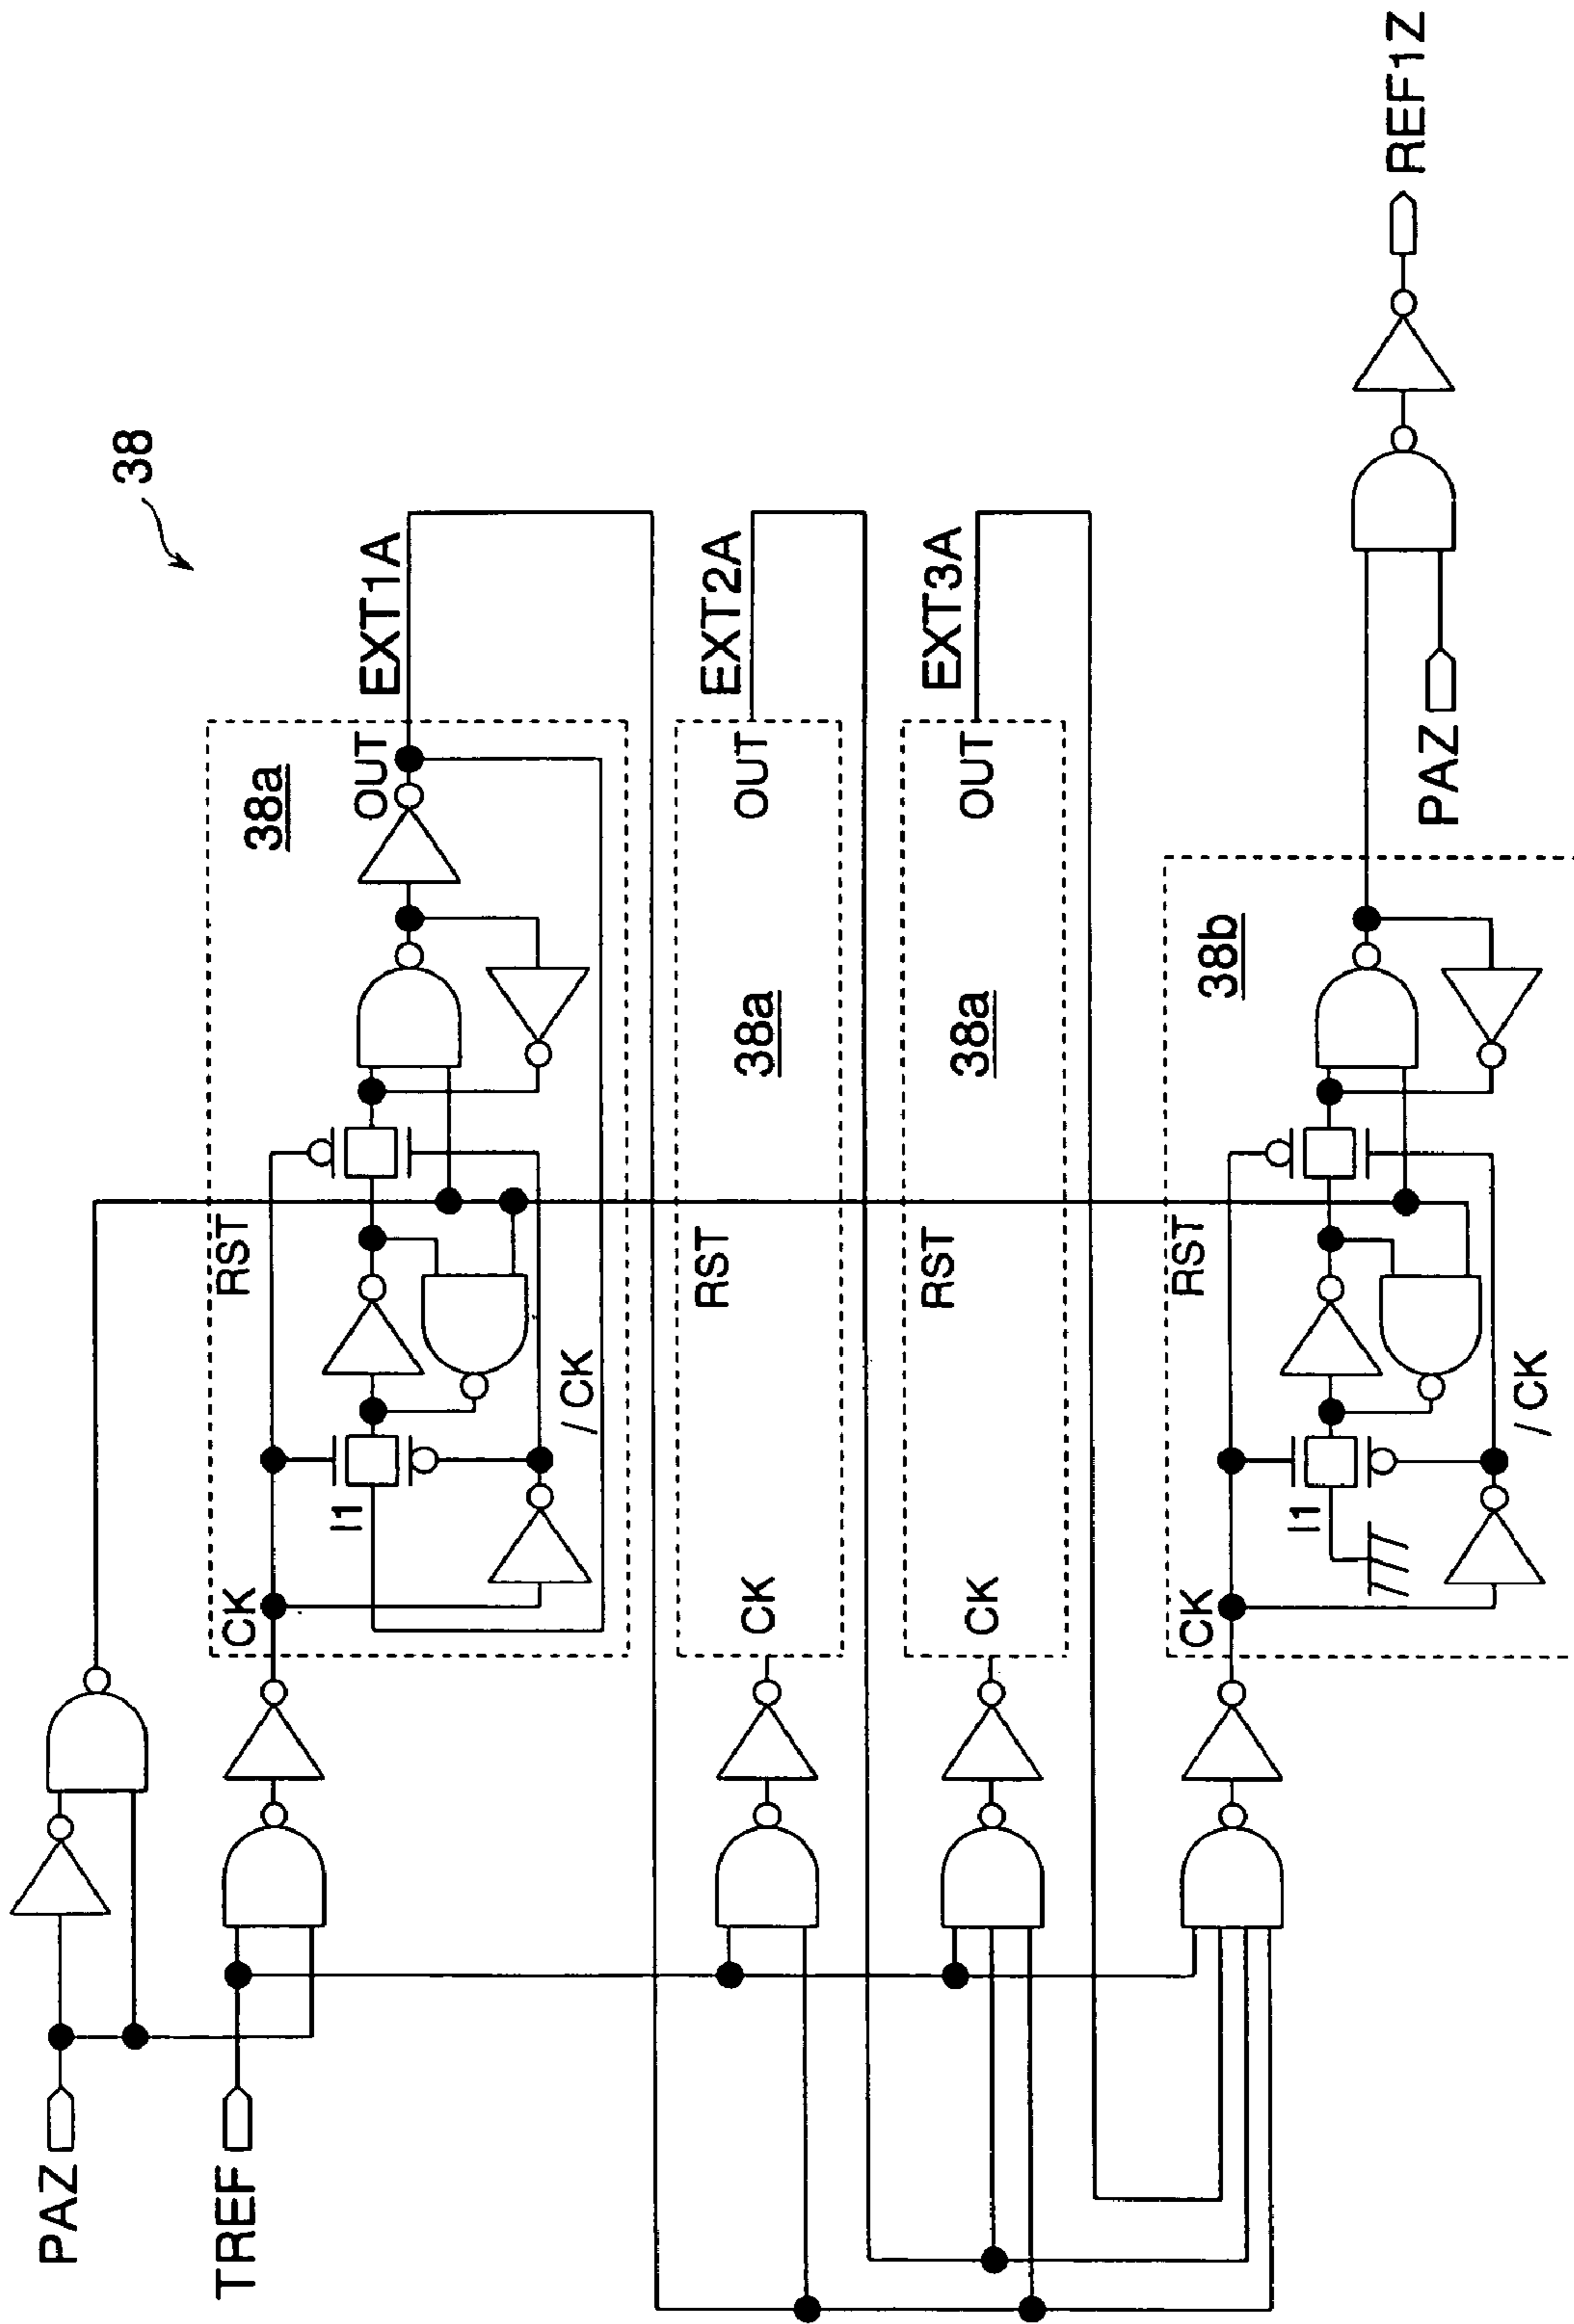 38
PAZ
TREF
CK
I1
/ CK
RST
38a
OUT
EXT1A
CK
RST
38a
OUT
EXT2A
CK
RST
38a
OUT
EXT3A
CK
I1
/ CK
RST
38b
PAZ
REF1Z